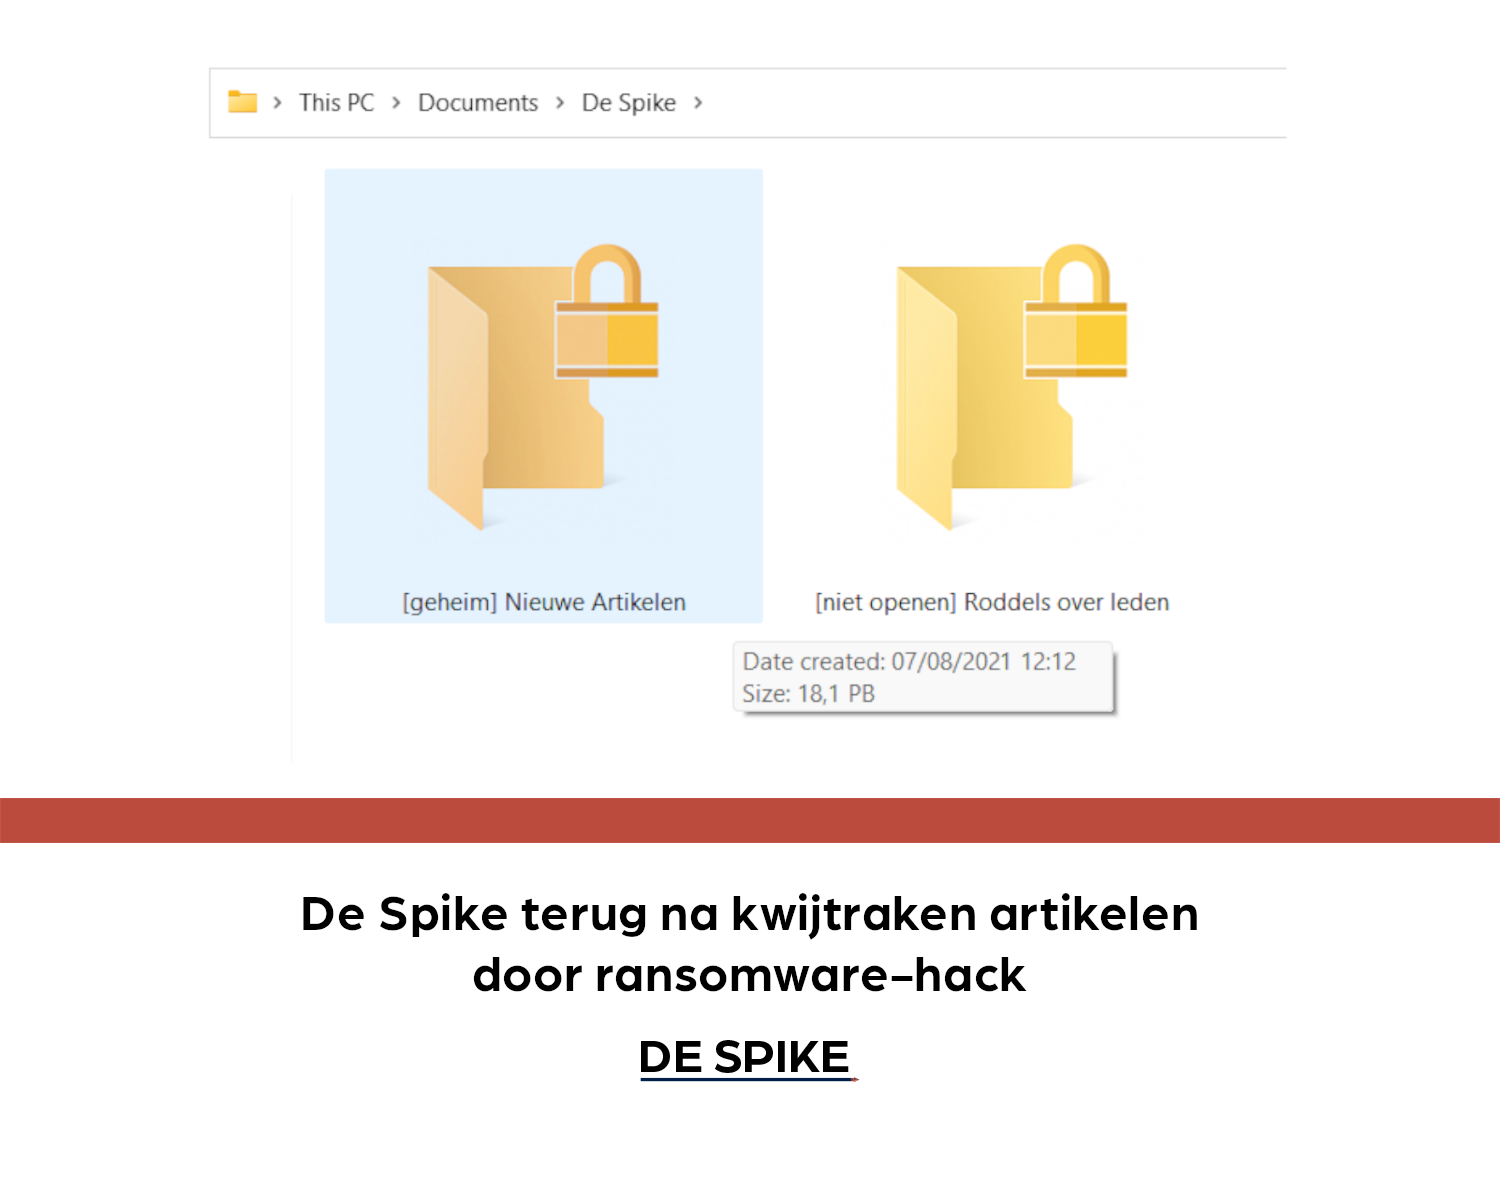 This PC > Documents > De Spike >
[geheim] Nieuwe Artikelen
[niet openen] Roddels over leden
Date created: 07/08/2021 12:12
Size: 18,1 PB
De Spike terug na kwijtraken artikelen
door ransomware-hack
DE SPIKE